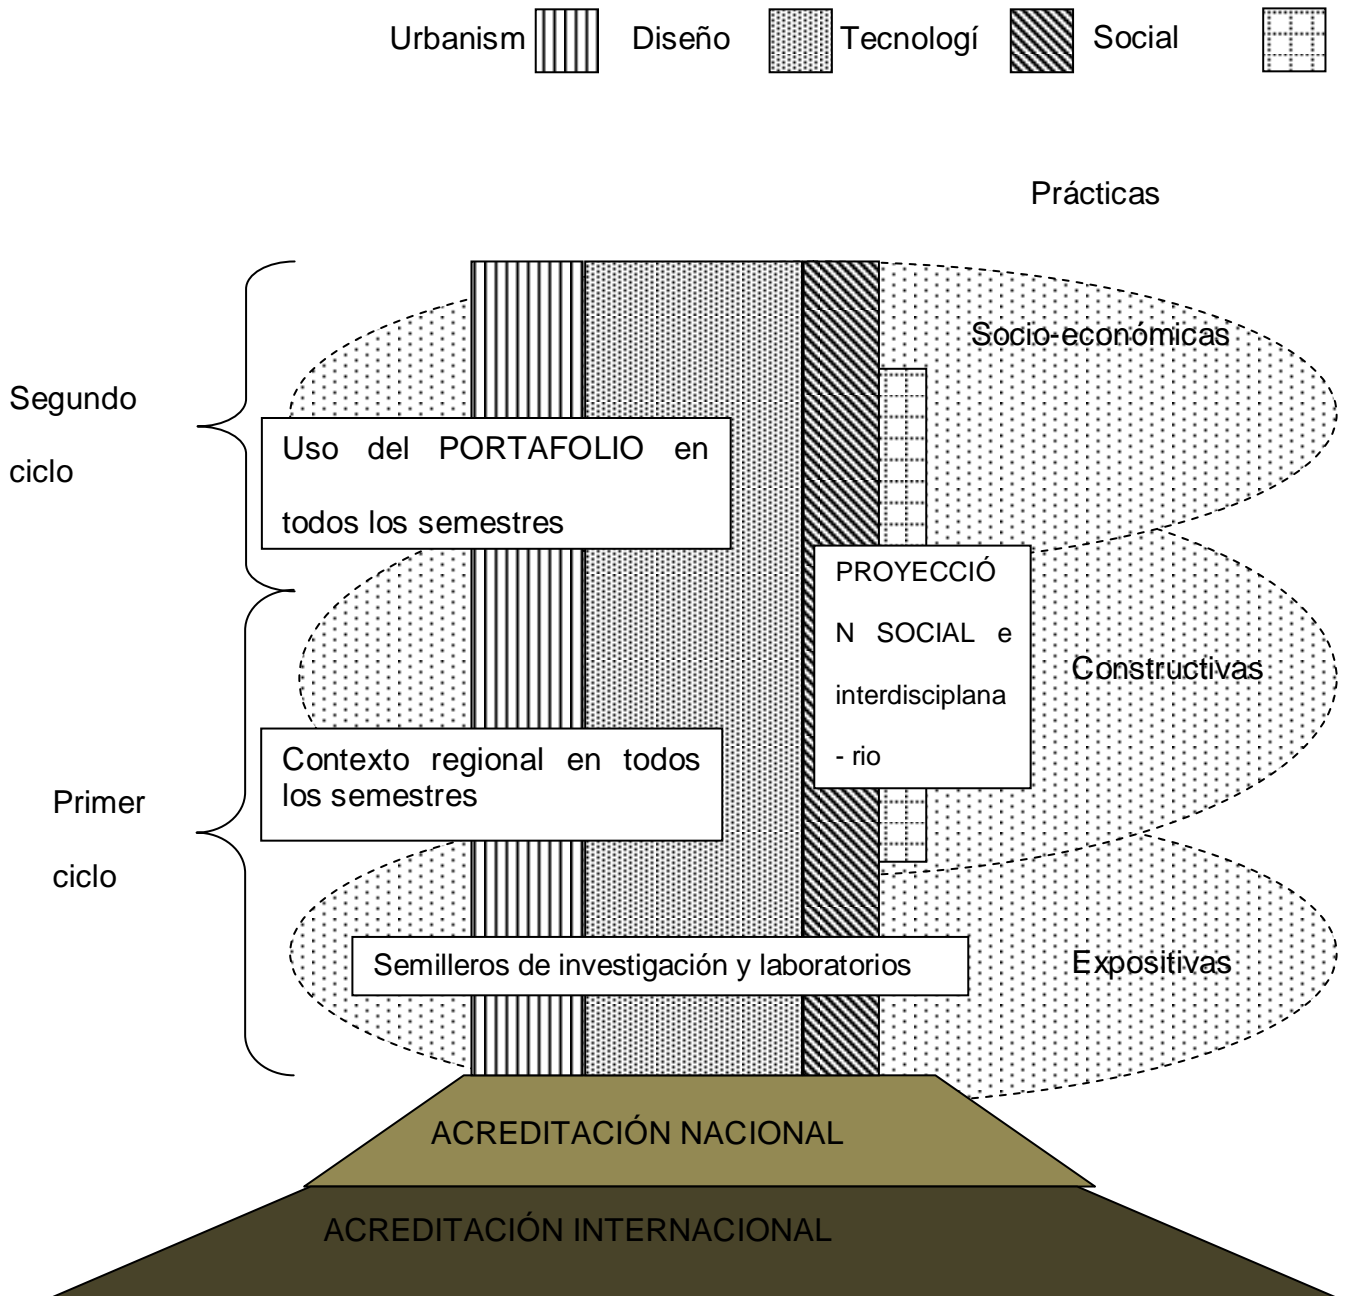 Urbanism Diseño Tecnologí Social
Prácticas
Socio-económicas
Segundo
ciclo
Uso del PORTAFOLIO en
todos los semestres
PROYECCIÓ
N SOCIAL e
interdisciplana
- rio
Constructivas
Contexto regional en todos
los semestres
Primer
ciclo
Semilleros de investigación y laboratorios
Expositivas
ACREDITACIÓN NACIONAL
ACREDITACIÓN INTERNACIONAL